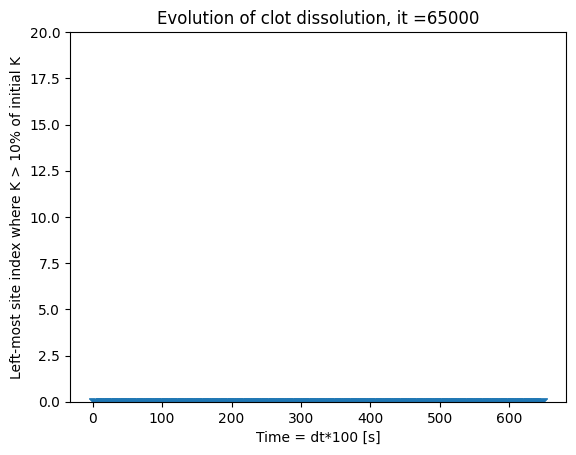 Evolution of clot dissolution, it =65000
Left-most site index where K > 10% of initial K
20.0
17.5
15.0
12.5
10.0
7.5
5.0
2.5
0.0
0 100 200 300 400 500 600
Time = dt*100 [s]